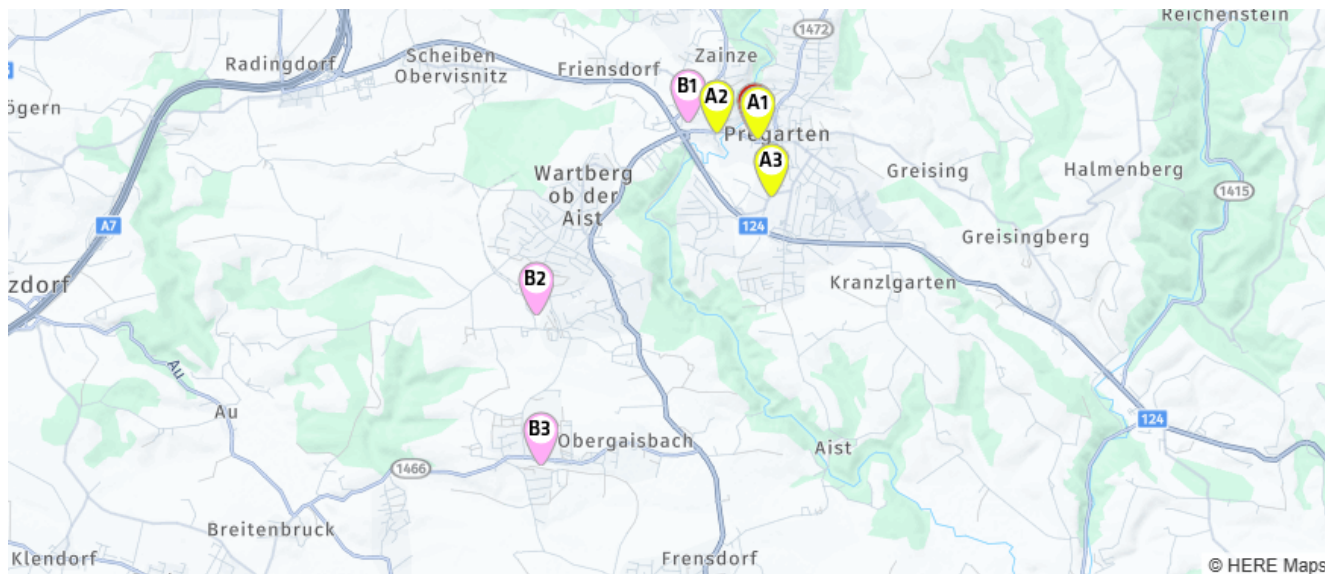 Reichenstein
1472
Zainze
Scheiben
Obervisnitz
Radingdorf
Friensdorf
B1
A2
A1
ögern
Pregarten
A3
Wartberg
ob der
Aist
Greising
Halmenberg
1415
A7
124
Greisingberg
B2
zdorf
Kranzlgarten
Au
Au
124
B3
Obergaisbach
Aist
1466
Breitenbruck
Klendorf
Frensdorf
© HERE Maps